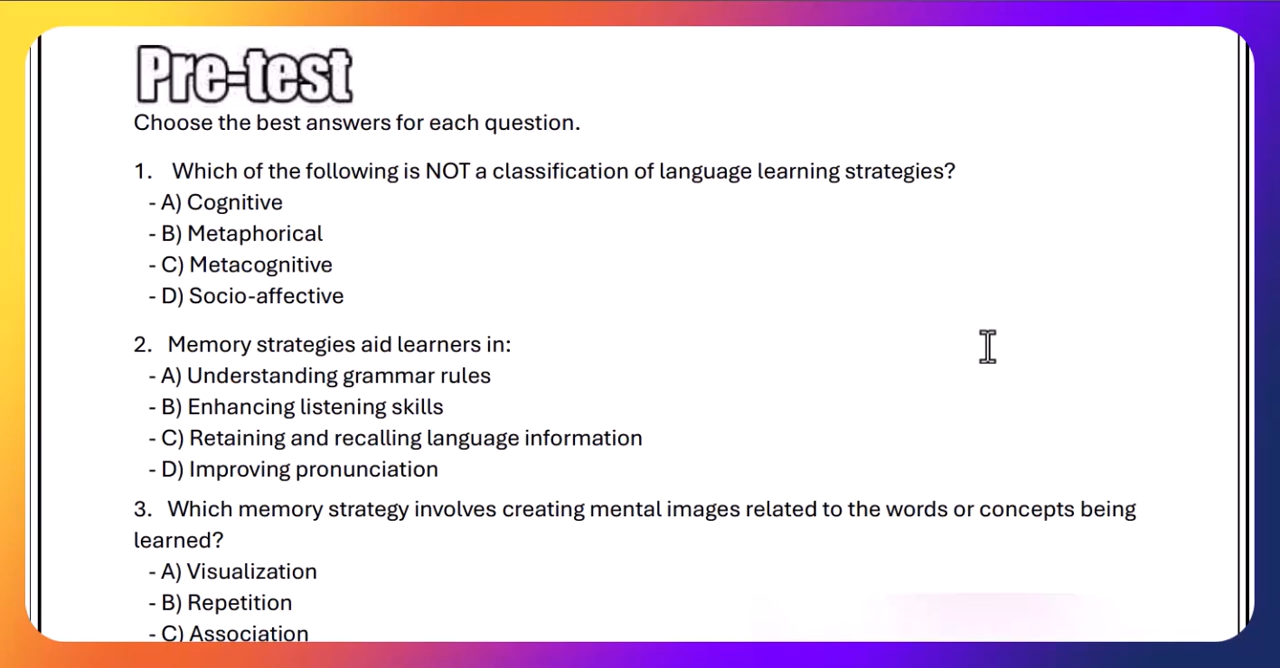 Pre-test
Choose the best answers for each question.
1. Which of the following is NOT a classification of language learning strategies?
- A) Cognitive
- B) Metaphorical
- C) Metacognitive
- D) Socio-affective
2. Memory strategies aid learners in:
- A) Understanding grammar rules
- B) Enhancing listening skills
- C) Retaining and recalling language information
- D) Improving pronunciation
3. Which memory strategy involves creating mental images related to the words or concepts being
learned?
- A) Visualization
- B) Repetition
- C) Association